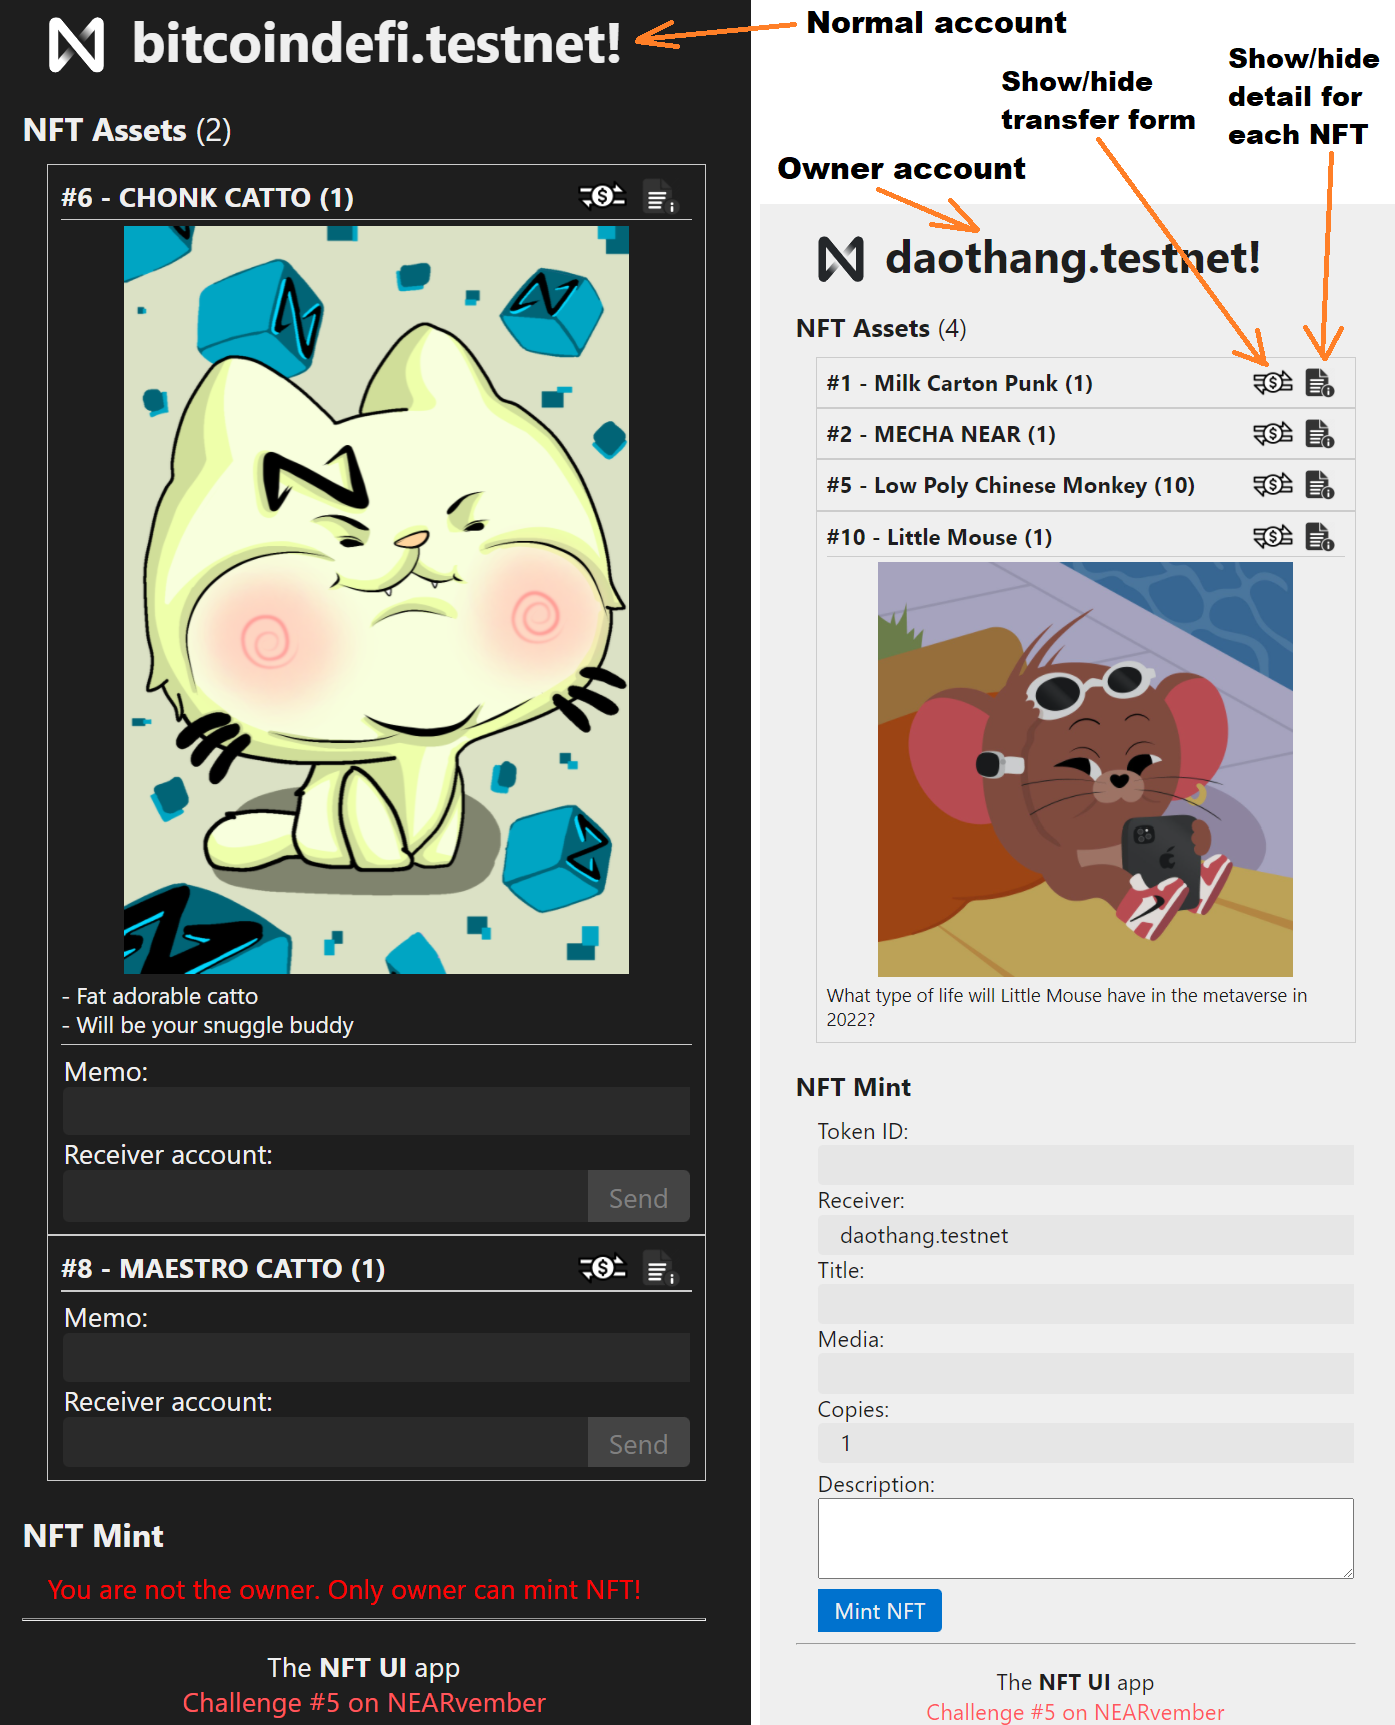 bitcoindefi.testnet!
NFT Assets (2)
#6 - CHONK CATTO (1)
- Fat adorable catto
- Will be your snuggle buddy
Memo:
Receiver account:
Send
#8 - MAESTRO CATTO (1)
Memo:
Receiver account:
Send
NFT Mint
You are not the owner. Only owner can mint NFT!
The NFT UI app
Challenge #5 on NEARvember
Normal account
Show/hide
transfer form
Show/hide
detail for
each NFT
Owner account
daothang.testnet!
NFT Assets (4)
#1 - Milk Carton Punk (1)
#2 - MECHA NEAR (1)
#5 - Low Poly Chinese Monkey (10)
#10 - Little Mouse (1)
What type of life will Little Mouse have in the metaverse in
2022?
NFT Mint
Token ID:
Receiver:
daothang.testnet
Title:
Media:
Copies:
1
Description:
Mint NFT
The NFT UI app
Challenge #5 on NEARvember